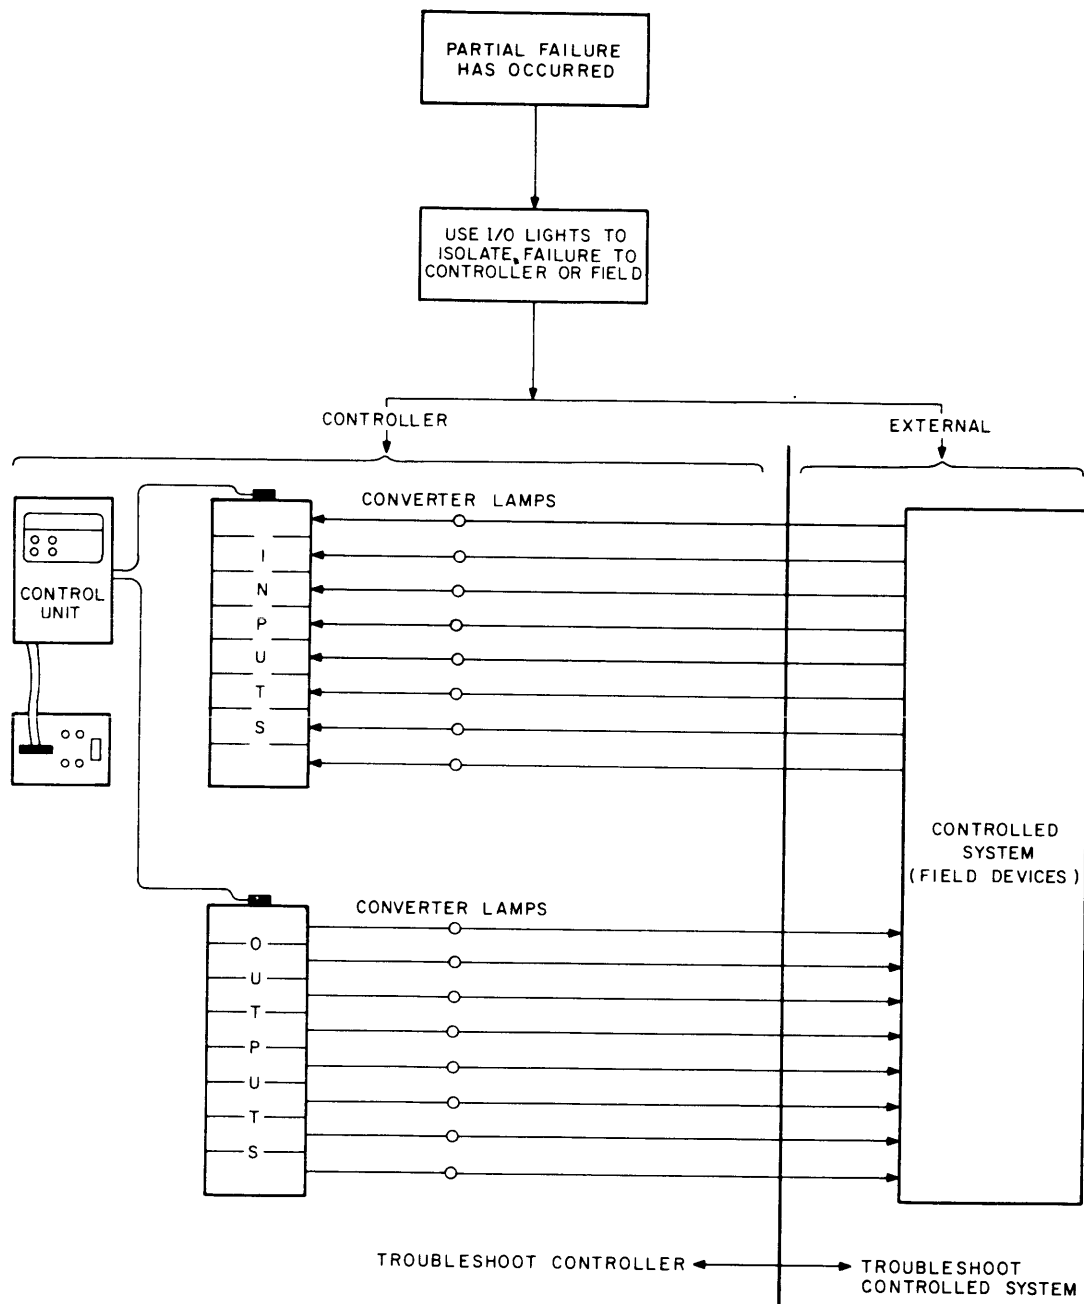 PARTIAL FAILURE
HAS OCCURRED
USE I/O LIGHTS TO
ISOLATE FAILURE TO
CONTROLLER OR FIELD
CONTROLLER
EXTERNAL
CONVERTER LAMPS
CONTROL
UNIT
I
N
P
U
T
S
CONTROLLED
SYSTEM
(FIELD DEVICES)
CONVERTER LAMPS
O
U
T
P
U
T
S
TROUBLESHOOT CONTROLLER
TROUBLESHOOT
CONTROLLED SYSTEM